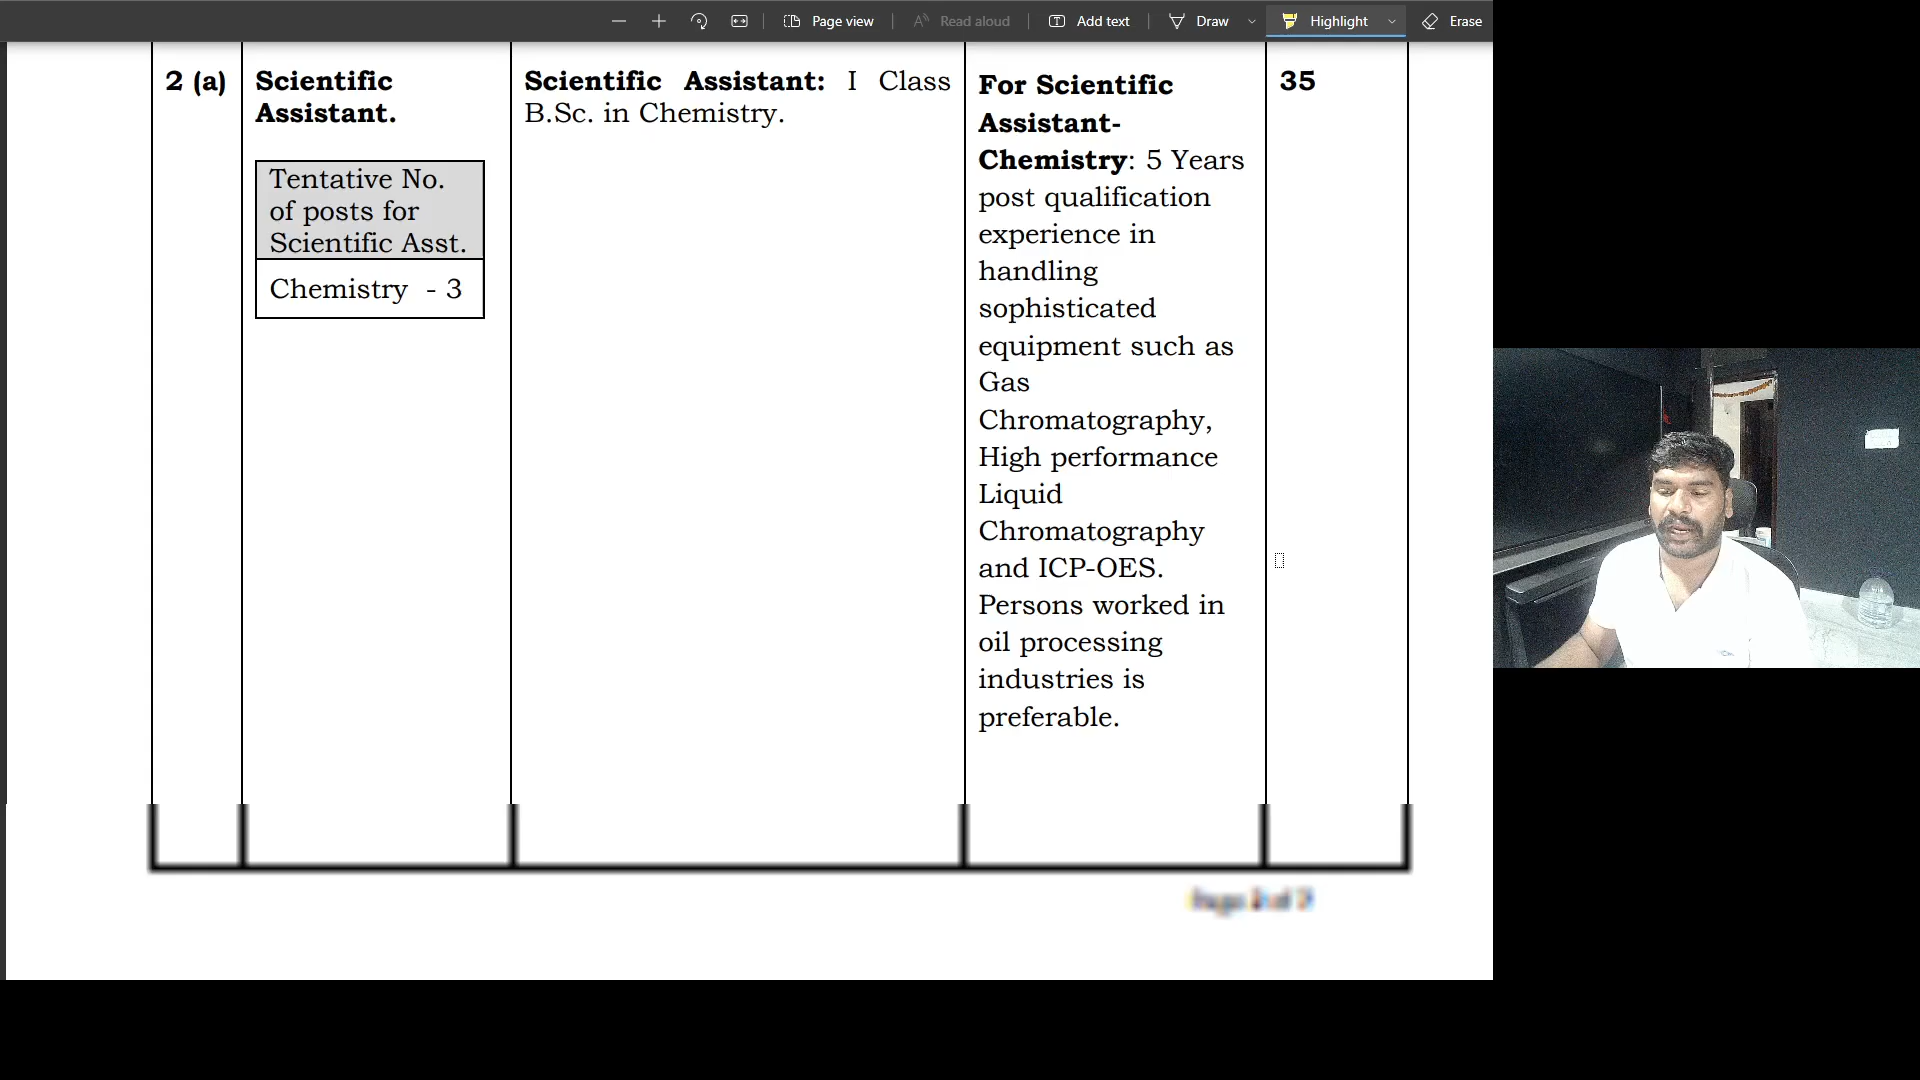 Page view
Read aloud
Add text
Draw
Highlight
Erase
2 (a)
Scientific
Assistant.
Tentative No.
of posts for
Scientific Asst.
Chemistry - 3
Scientific Assistant: I Class
B.Sc. in Chemistry.
For Scientific
Assistant-
Chemistry: 5 Years
post qualification
experience in
handling
sophisticated
equipment such as
Gas
Chromatography,
High performance
Liquid
Chromatography
and ICP-OES.
Persons worked in
oil processing
industries is
preferable.
35